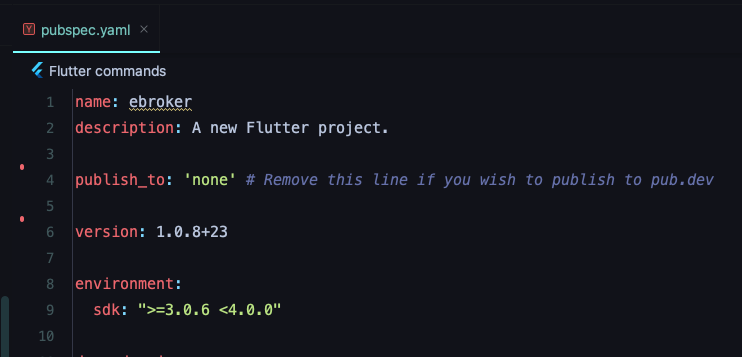 pubspec.yaml ×
Flutter commands
1 name: ebroker
2 description: A new Flutter project.
3
4 publish_to: 'none' # Remove this line if you wish to publish to pub.dev
5
6 version: 1.0.8+23
7
8 environment:
9   sdk: ">=3.0.6 <4.0.0"
10